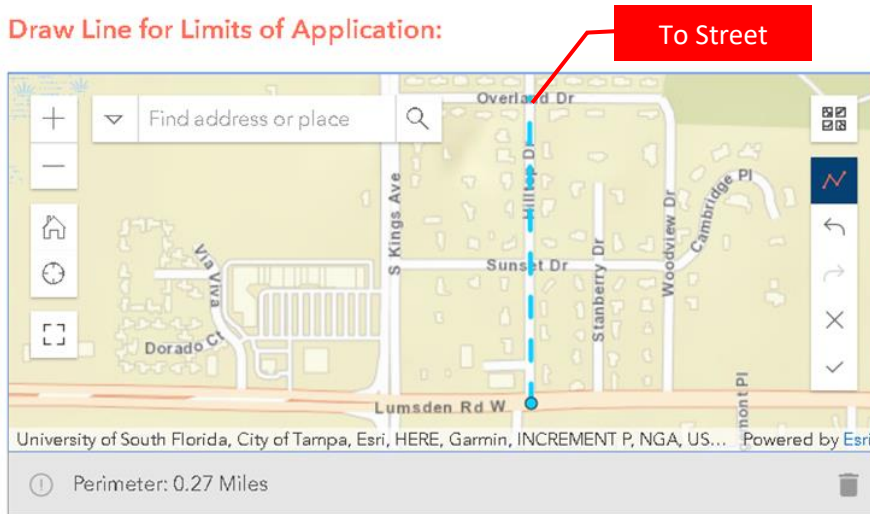 Draw Line for Limits of Application:
To Street
Find address or place
Overland Dr
Hilltop Dr
S Kings Ave
Cambridge Pl
Woodview Dr
Via Viva
Sunset Dr
Stanberry Dr
Dorado Ct
Lumsden Rd W
University of South Florida, City of Tampa, Esri, HERE, Garmin, INCREMENT P, NGA, US... Powered by Esri
Perimeter: 0.27 Miles